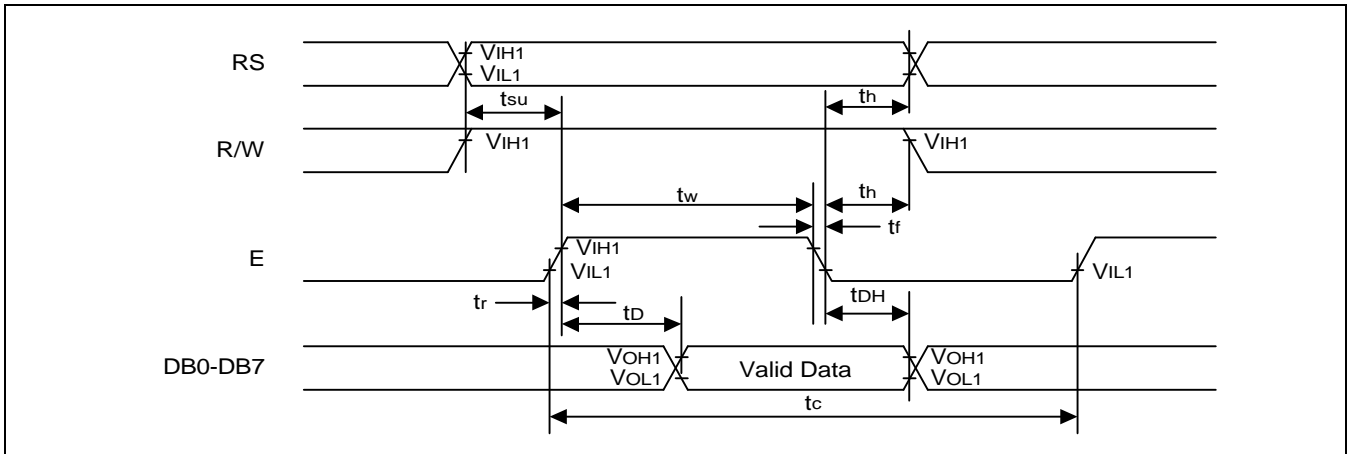 RS
VIH1
VIL1
tsu
th
R/W
VIH1
VIH1
tw
th
tf
E
VIH1
VIL1
VIL1
tr
tD
tDH
DB0-DB7
VOH1
VOL1
Valid Data
VOH1
VOL1
tc